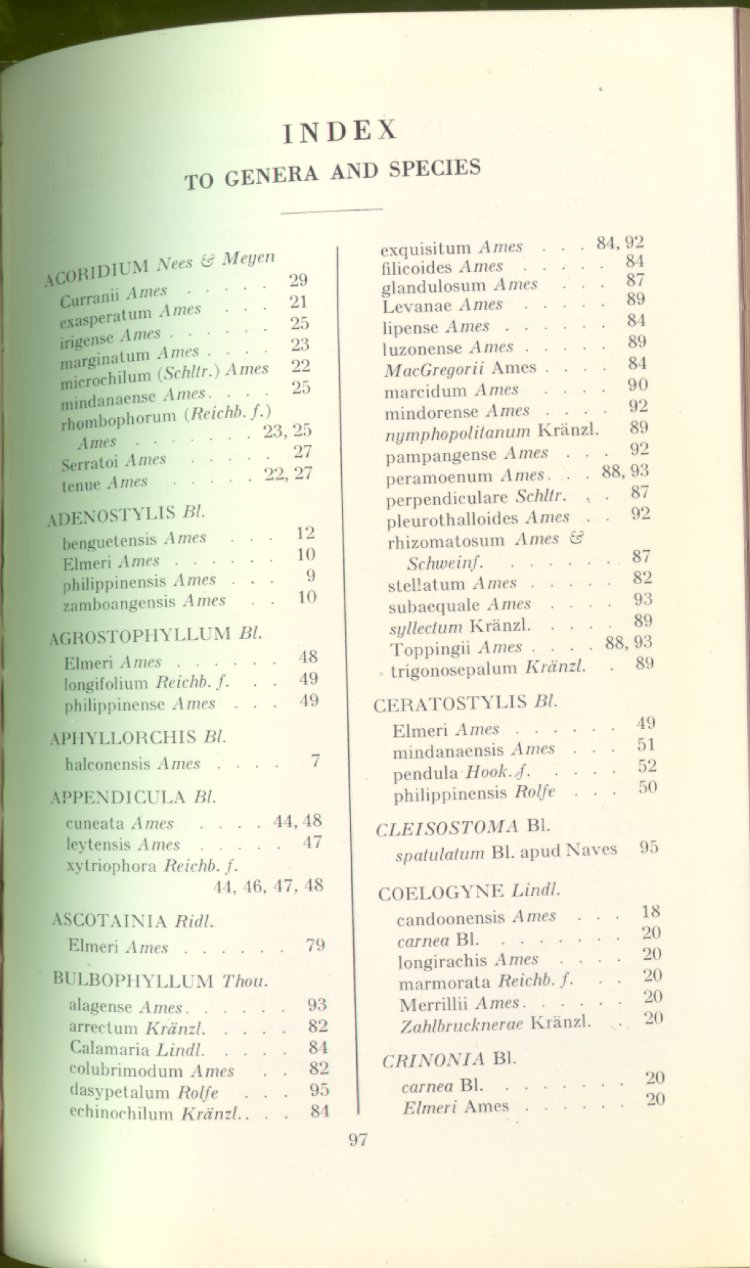 INDEX
TO GENERA AND SPECIES
ACORIDIUM Nees & Meyen
Curranii Ames . . . . . 29
exasperatum Ames . . . 21
irigense Ames . . . . . . 25
marginatum Ames . . . . 23
microchilum (Schltr.) Ames 22
mindanaense Ames. . . . 25
rhombophorum (Reichb. f.)
Ames . . . . . . . 23, 25
Serratoi Ames . . . . . 27
tenue Ames . . . . . 22, 27
ADENOSTYLIS Bl.
benguetensis Ames . . . 12
Elmeri Ames . . . . . . 10
philippinensis Ames . . . 9
zamboangensis Ames . . 10
AGROSTOPHYLLUM Bl.
Elmeri Ames . . . . . . 48
longifolium Reichb. f. . . 49
philippinense Ames . . . 49
APHYLLORCHIS Bl.
halconensis Ames . . . . 7
APPENDICULA Bl.
cuneata Ames . . . . 44, 48
leytensis Ames . . . . . 47
xytriophora Reichb. f.
44, 46, 47, 48
ASCOTAINIA Ridl.
Elmeri Ames . . . . . . 79
BULBOPHYLLUM Thou.
alagense Ames. . . . . . 93
arrectum Kränzl. . . . . 82
Calamaria Lindl. . . . . 84
colubrimodum Ames . . 82
dasypetalum Rolfe . . . 95
echinochilum Kränzl. . . . 84
exquisitum Ames . . . 84, 92
filicoides Ames . . . . . 84
glandulosum Ames . . . 87
Levanae Ames . . . . . 89
lipense Ames . . . . . . 84
luzonense Ames . . . . . 89
MacGregorii Ames . . . . 84
marcidum Ames . . . . 90
mindorense Ames . . . . 92
nymphopolitanum Kränzl. 89
pampangense Ames . . . 92
peramoenum Ames. . . 88, 93
perpendiculare Schltr. . . 87
pleurothalloides Ames . . 92
rhizomatosum Ames &
Schweinf. . . . . . . 87
stellatum Ames . . . . . 82
subaequale Ames . . . . 93
syllectum Kränzl. . . . . 89
Toppingii Ames . . . . 88, 93
trigonosepalum Kränzl. . 89
CERATOSTYLIS Bl.
Elmeri Ames . . . . . . 49
mindanaensis Ames . . . 51
pendula Hook. f. . . . . 52
philippinensis Rolfe . . . 50
CLEISOSTOMA Bl.
spatulatum Bl. apud Naves 95
COELOGYNE Lindl.
candoonensis Ames . . . 18
carnea Bl. . . . . . . . 20
longirachis Ames . . . . 20
marmorata Reichb. f. . . 20
Merrillii Ames. . . . . . 20
Zahlbrucknerae Kränzl. . . 20
CRINONIA Bl.
carnea Bl. . . . . . . . 20
Elmeri Ames . . . . . . 20
97